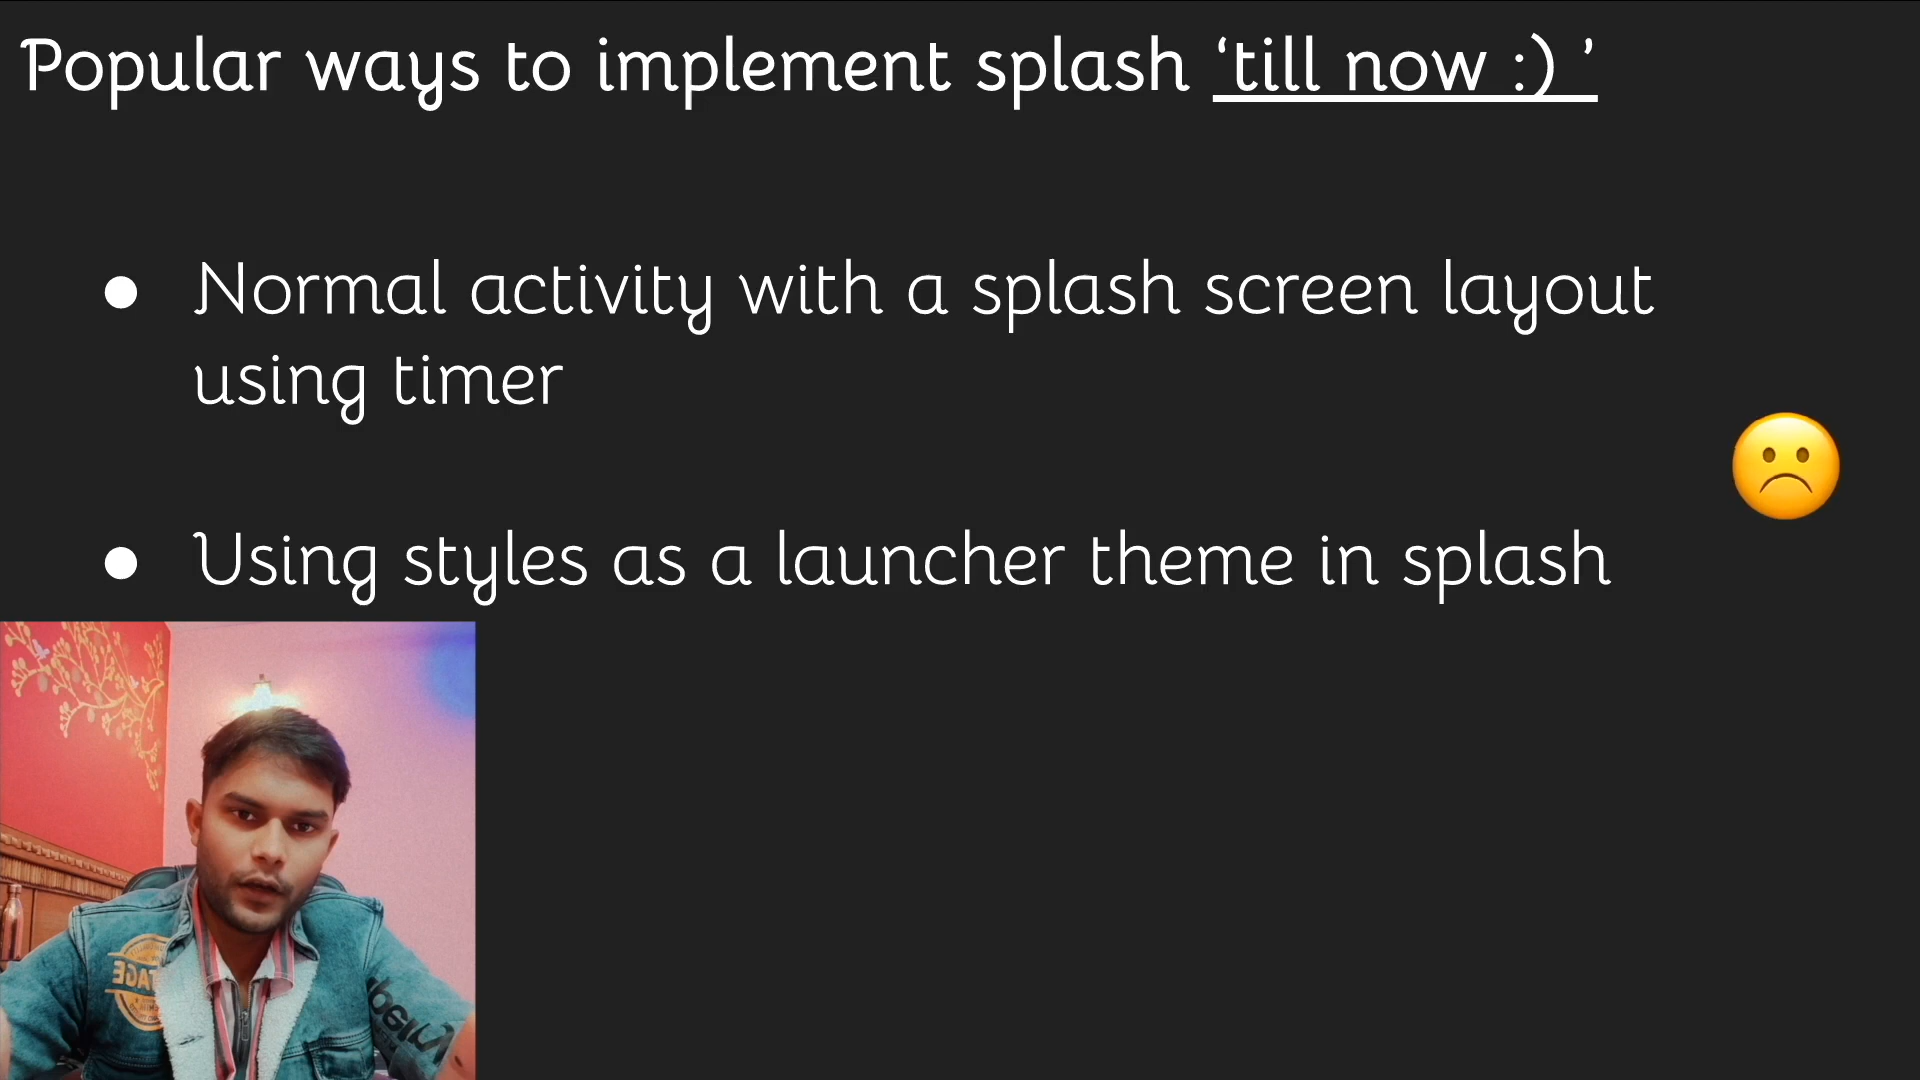 Popular ways to implement splash ‘till now :) ’
● Normal activity with a splash screen layout
using timer
● Using styles as a launcher theme in splash